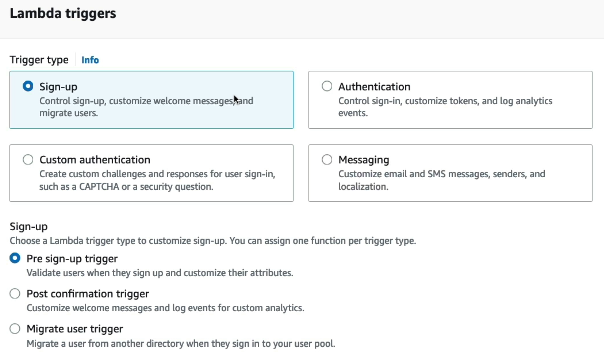 Lambda triggers
Trigger type Info
Sign-up
Control sign-up, customize welcome messages, and
migrate users.
Authentication
Control sign-in, customize tokens, and log analytics
events.
Custom authentication
Create custom challenges and responses for user sign-in,
such as a CAPTCHA or a security question.
Messaging
Customize email and SMS messages, senders, and
localization.
Sign-up
Choose a Lambda trigger type to customize sign-up. You can assign one function per trigger type.
Pre sign-up trigger
Validate users when they sign up and customize their attributes.
Post confirmation trigger
Customize welcome messages and log events for custom analytics.
Migrate user trigger
Migrate a user from another directory when they sign in to your user pool.